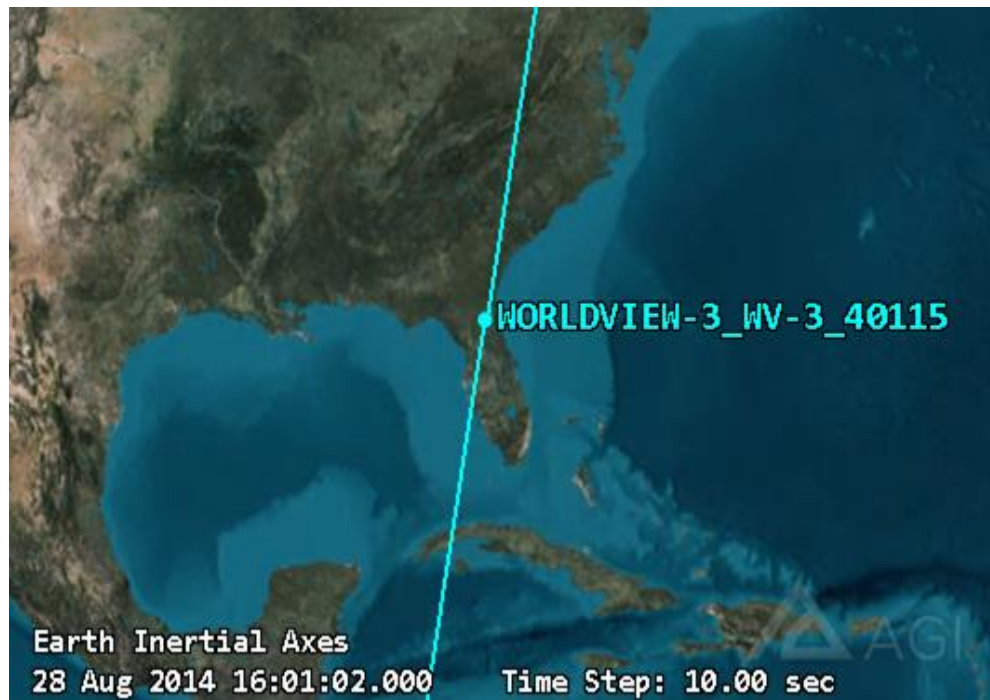 WORLDVIEW-3_WV-3_40115
AGI
Earth Inertial Axes
28 Aug 2014 16:01:02.000 Time Step: 10.00 sec